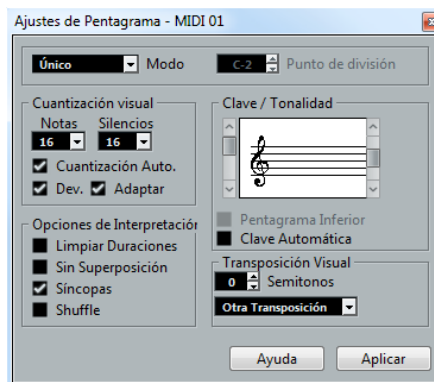 Ajustes de Pentagrama - MIDI 01
Único Modo C-2 Punto de división
Cuantización visual
Notas Silencios
16 16
Cuantización Auto.
Dev. Adaptar
Clave / Tonalidad
Pentagrama Inferior
Clave Automática
Opciones de Interpretación
Limpiar Duraciones
Sin Superposición
Síncopas
Shuffle
Transposición Visual
0 Semitonos
Otra Transposición
Ayuda Aplicar